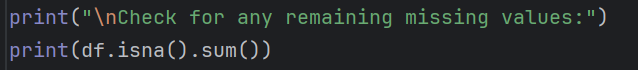 print("\nCheck for any remaining missing values:")
print(df.isna().sum())